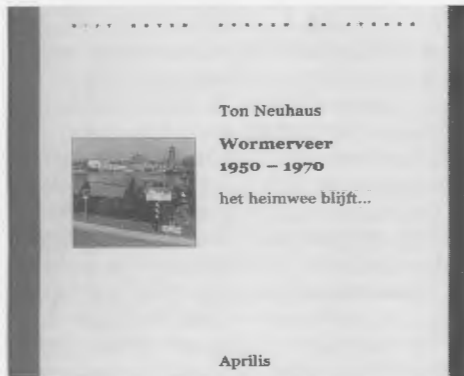 Ton Neuhaus
Wormerveer
1950 – 1970
het heimwee blijft...
Aprilis